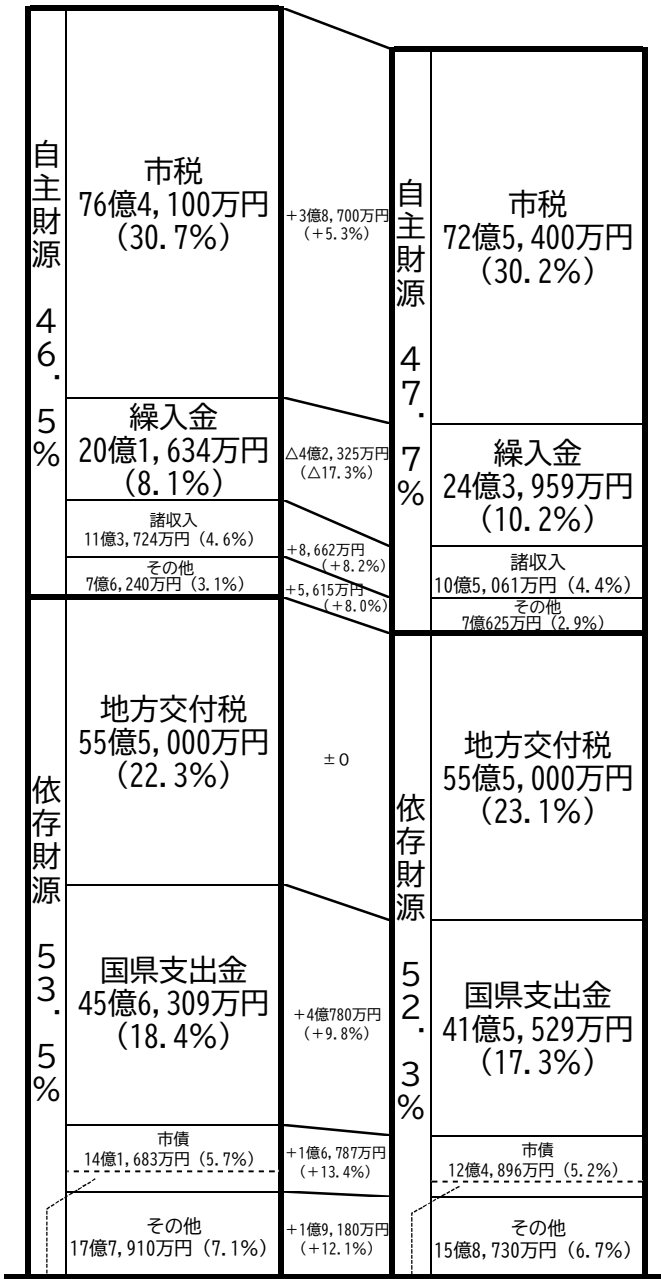 自主財源 46.5%
市税
76億4,100万円
(30.7%)
繰入金
20億1,634万円
(8.1%)
諸収入
11億3,724万円 (4.6%)
その他
7億6,240万円 (3.1%)
依存財源 53.5%
地方交付税
55億5,000万円
(22.3%)
国県支出金
45億6,309万円
(18.4%)
市債
14億1,683万円 (5.7%)
その他
17億7,910万円 (7.1%)
+3億8,700万円
(+5.3%)
△4億2,325万円
(△17.3%)
+8,662万円
(+8.2%)
+5,615万円
(+8.0%)
±0
+4億780万円
(+9.8%)
+1億6,787万円
(+13.4%)
+1億9,180万円
(+12.1%)
自主財源 47.7%
市税
72億5,400万円
(30.2%)
繰入金
24億3,959万円
(10.2%)
諸収入
10億5,061万円 (4.4%)
その他
7億625万円 (2.9%)
依存財源 52.3%
地方交付税
55億5,000万円
(23.1%)
国県支出金
41億5,529万円
(17.3%)
市債
12億4,896万円 (5.2%)
その他
15億8,730万円 (6.7%)